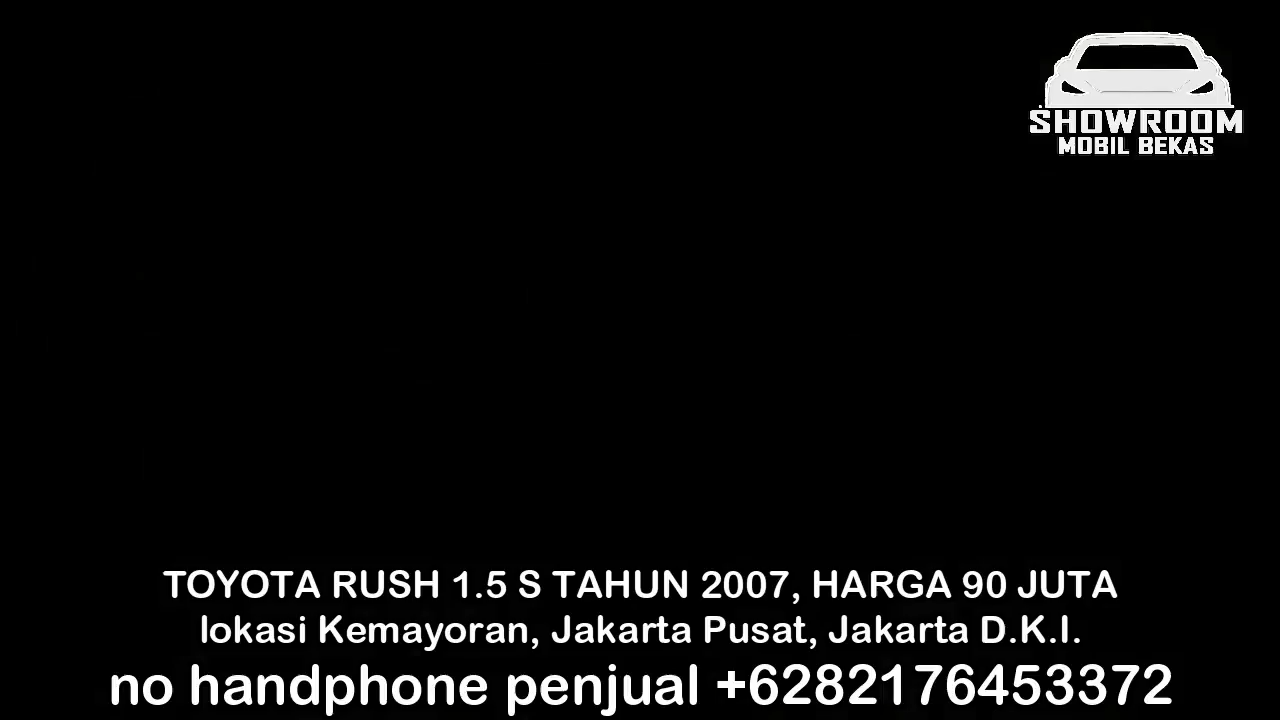 SHOWROOM
MOBIL BEKAS
TOYOTA RUSH 1.5 S TAHUN 2007, HARGA 90 JUTA
lokasi Kemayoran, Jakarta Pusat, Jakarta D.K.I.
no handphone penjual +6282176453372